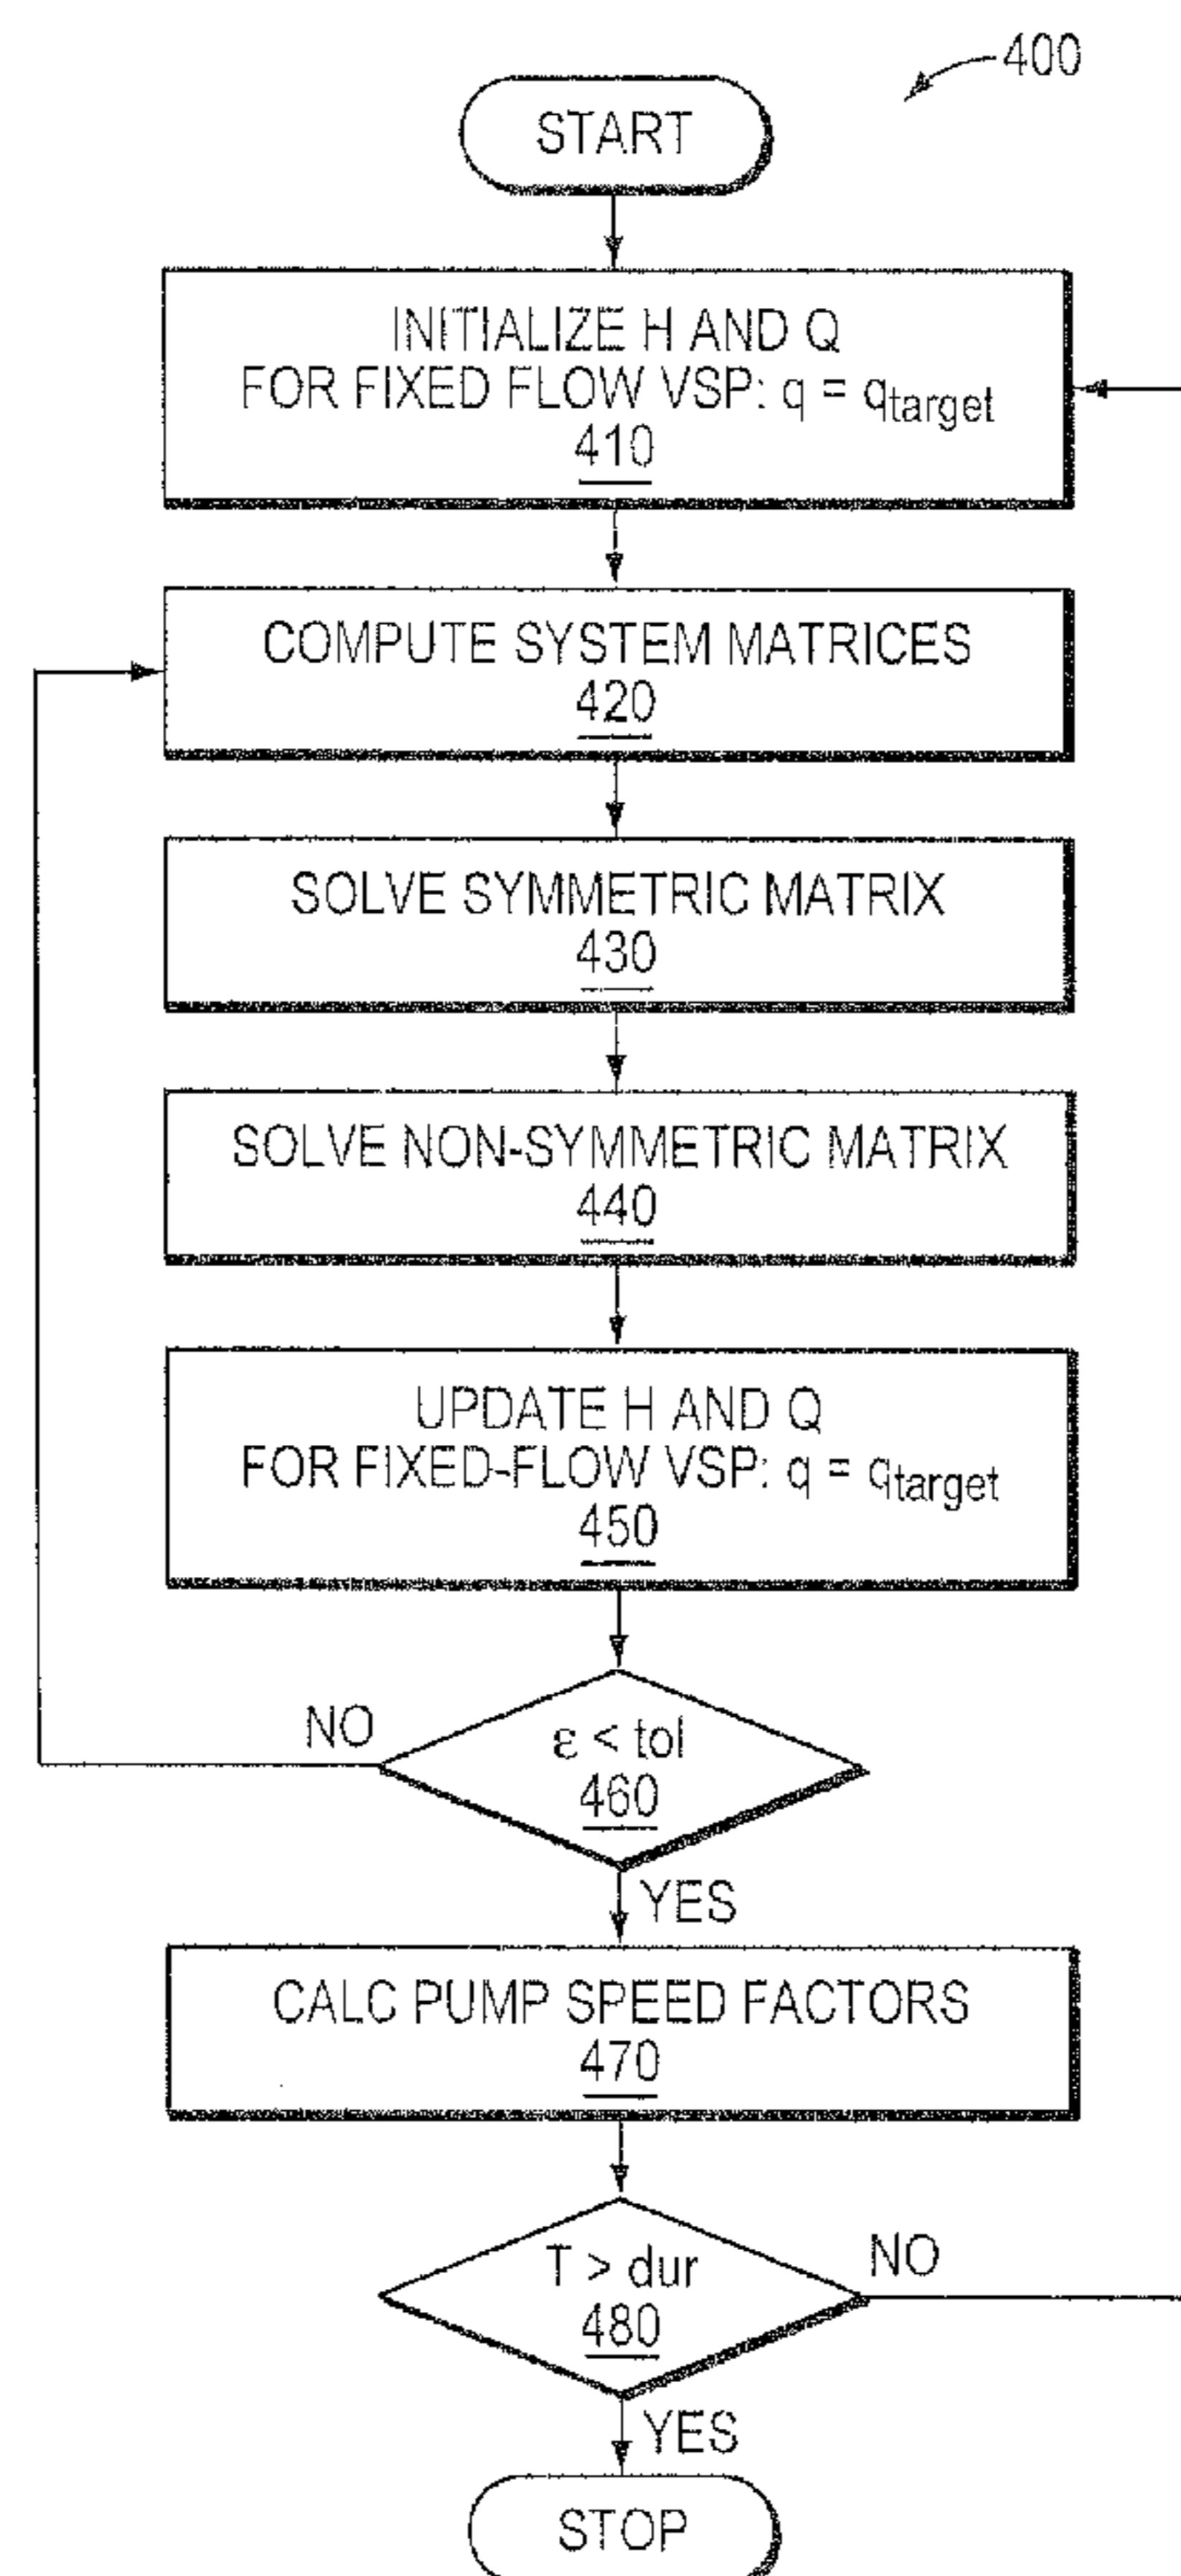 400
START
INITIALIZE H AND Q
FOR FIXED FLOW VSP: q = qtarget
410
COMPUTE SYSTEM MATRICES
420
SOLVE SYMMETRIC MATRIX
430
SOLVE NON-SYMMETRIC MATRIX
440
UPDATE H AND Q
FOR FIXED-FLOW VSP: q = qtarget
450
NO
ε < tol
460
YES
CALC PUMP SPEED FACTORS
470
T > dur
NO
480
YES
STOP